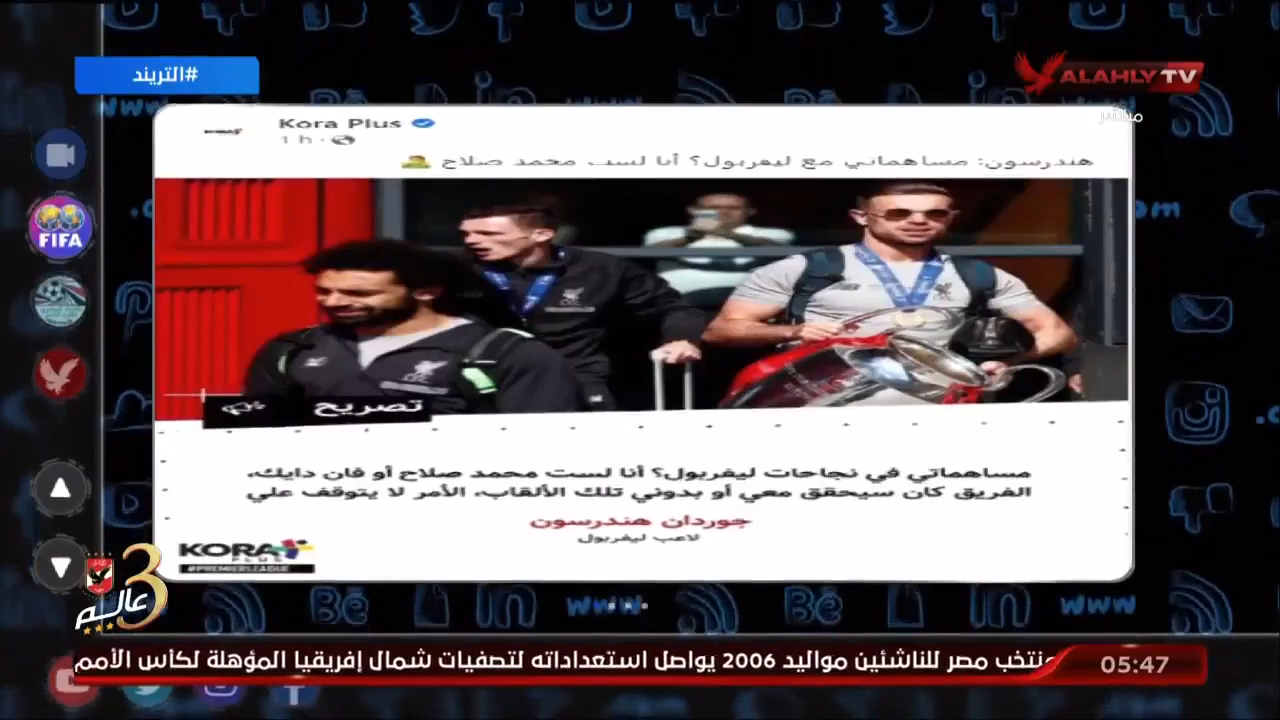 #التريند
ALAHLY TV
مباشر
Kora Plus
1 h
هندرسون: مساهماتي مع ليفربول؟ أنا لست محمد صلاح
FIFA
تصريح
مساهماتي في نجاحات ليفربول؟ أنا لست محمد صلاح أو فان دايك،
الفريق كان سيحقق معي أو بدوني تلك الألقاب، الأمر لا يتوقف علي
جوردان هندرسون
لاعب ليفربول
KORA
PLUS
#PREMIERLEAGUE
3
عالم
www
منتخب مصر للناشئين مواليد 2006 يواصل استعداداته لتصفيات شمال إفريقيا المؤهلة لكأس الأمم
05:47